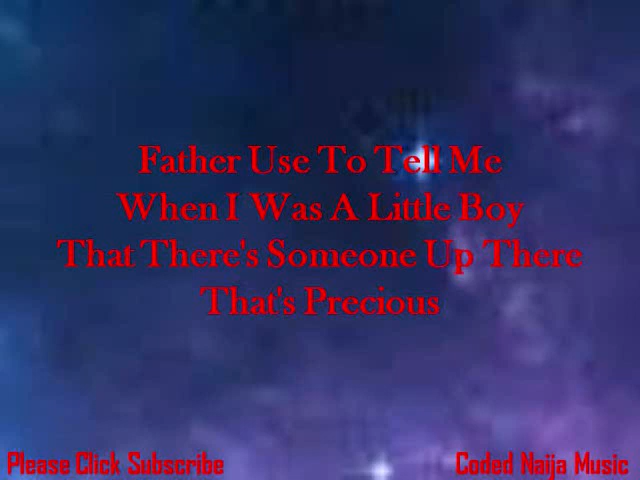 Father Use To Tell Me
When I Was A Little Boy
That There's Someone Up There
That's Precious
Please Click Subscribe
Coded Naija Music